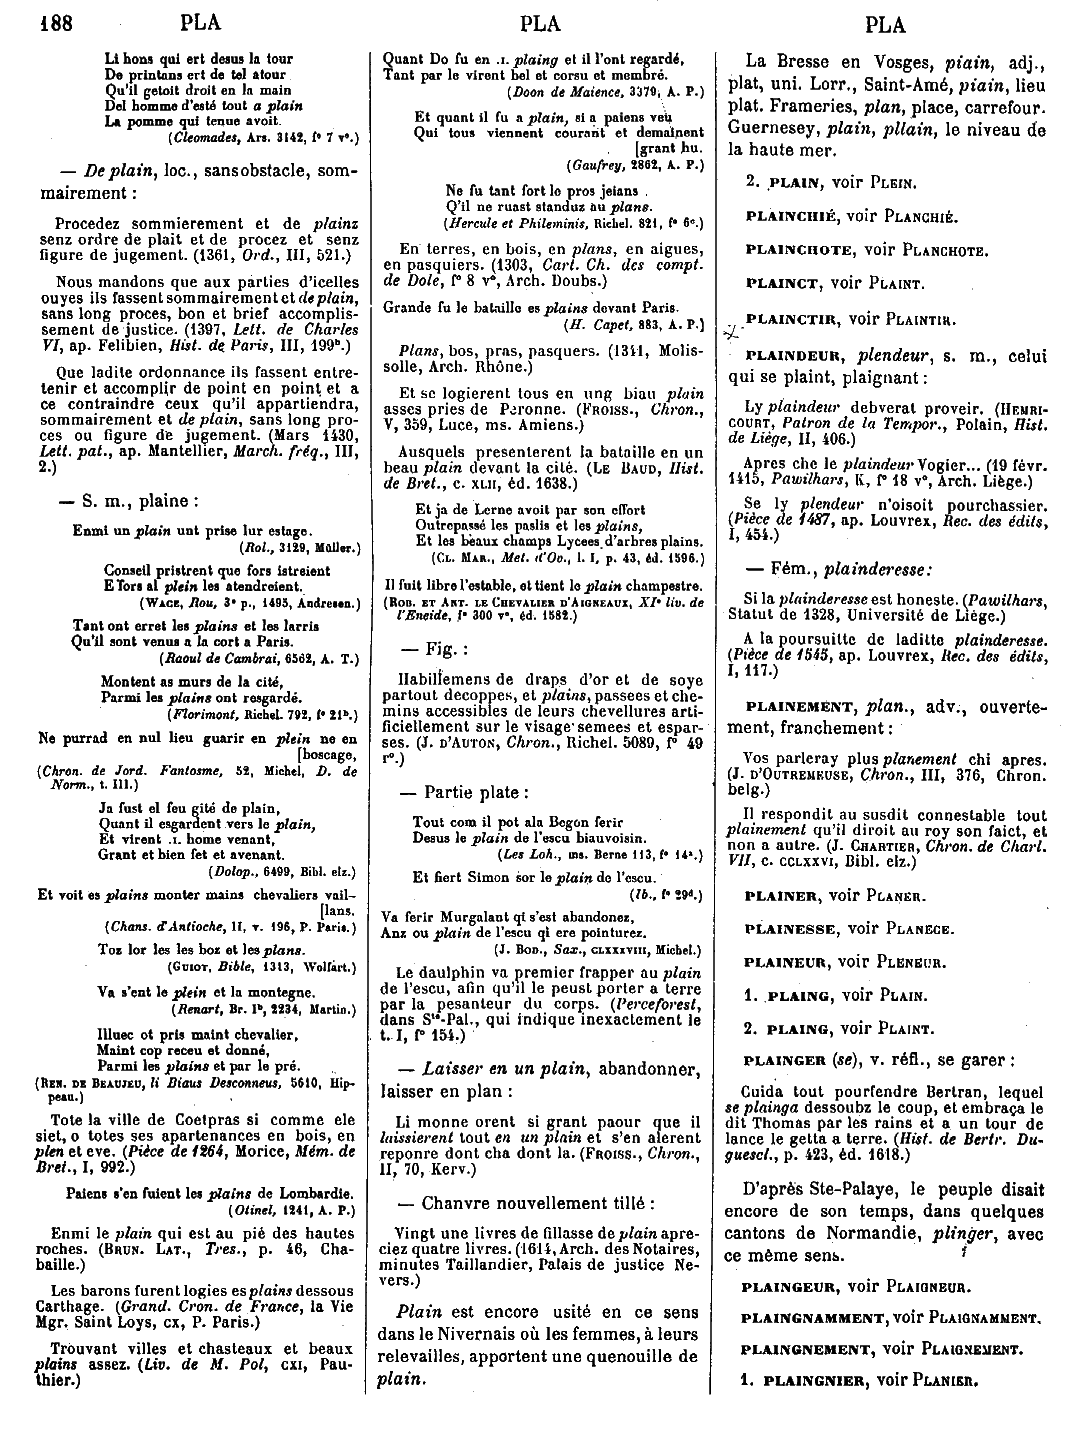 188 PLA PLA PLA
Li hons qui ert desus la tour
De printans ert de tel atour
Qu'il getoit droit en la main
Del homme d'esté tout a plain
La pomme qui tenue avoit.
(Cleomades, Ars. 3142, f° 7 v°.)
— De plain, loc., sans obstacle, som-
mairement :
Procedez sommierement et de plainz
senz ordre de plait et de procez et senz
figure de jugement. (1361, Ord., III, 521.)
Nous mandons que aux parties d'icelles
ouyes ils fassent sommairement et de plain,
sans long proces, bon et brief accomplis-
sement de justice. (1397, Lett. de Charles
VI, ap. Felibien, Hist. de Paris, III, 199b.)
Que ladite ordonnance ils fassent entre-
tenir et accomplir de point en point et a
ce contraindre ceux qu'il appartiendra,
sommairement et de plain, sans long pro-
ces ou figure de jugement. (Mars 1430,
Lett. pat., ap. Mantellier, March. fréq., III,
2.)
— S. m., plaine :
Enmi un plain unt prise lur estage.
(Rol., 3129, Müller.)
Conseil pristrent que fors istreient
E Tors al plein les atendreient.
(WACE, Rou, 3e p., 1495, Andresen.)
Tant ont erret les plains et les larris
Qu'il sont venus a la cort a Paris.
(Raoul de Cambrai, 6562, A. T.)
Montent as murs de la cité,
Parmi les plains ont resgardé.
(Florimont, Richel. 792, f° 21b.)
Ne purrad en nul lieu guarir en plein ne en
[boscage,
(Chron. de Jord. Fantosme, 52, Michel, D. de
Norm., t. III.)
Ja fust el feu gité de plain,
Quant il esgardent vers le plain,
Et virent .I. home venant,
Grant et bien fet et avenant.
(Dolop., 6499, Bibl. elz.)
Et voit es plains monter mains chevaliers vail-
[lans.
(Chans. d'Antioche, II, v. 196, P. Paris.)
Toz lor les les boz et les plans.
(GUIOT, Bible, 1313, Wolfart.)
Va s'ent le plein et la montegne.
(Renart, Br. Ib, 2234, Martin.)
Illuec ot pris maint chevalier,
Maint cop receu et donné,
Parmi les plains et par le pré.
(REN. DE BEAUJEU, li Biaus Desconneus, 5610, Hip-
peau.)
Tote la ville de Coetpras si comme ele
siet, o totes ses apartenances en bois, en
plen et eve. (Pièce de 1264, Morice, Mém. de
Bret., I, 992.)
Paiens s'en fuient les plains de Lombardie.
(Otinel, 1241, A. P.)
Enmi le plain qui est au pié des hautes
roches. (BRUN. LAT., Tres., p. 46, Cha-
baille.)
Les barons furent logies es plains dessous
Carthage. (Grand. Cron. de France, la Vie
Mgr. Saint Loys, CX, P. Paris.)
Trouvant villes et chasteaux et beaux
plains assez. (Liv. de M. Pol, CXI, Pau-
thier.)
Quant Do fu en .I. plaing et il l'ont regardé,
Tant par le virent bel et corsu et membré.
(Doon de Maience, 3379, A. P.)
Et quant il fu a plain, si a paiens veü
Qui tous viennent courant et demainent
[grant hu.
(Gaufrey, 2862, A. P.)
Ne fu tant fort lo pros jeians
Q'il ne ruast standuz au plans.
(Hercule et Phileminis, Richel. 821, f° 6c.)
En terres, en bois, en plans, en aigues,
en pasquiers. (1303, Cart. Ch. des compt.
de Dole, f° 8 v°, Arch. Doubs.)
Grande fu le bataille es plains devant Paris.
(H. Capet, 883, A. P.)
Plans, bos, pras, pasquers. (1341, Molis-
solle, Arch. Rhône.)
Et se logierent tous en ung biau plain
asses pries de Peronne. (FROISS., Chron.,
V, 359, Luce, ms. Amiens.)
Ausquels presenterent la bataille en un
beau plain devant la cité. (LE BAUD, Hist.
de Bret., c. XLII, éd. 1638.)
Et ja de Lerne avoit par son effort
Outrepassé les paslis et les plains,
Et les beaux champs Lycees d'arbres plains.
(CL. MAR., Met. d'Ov., l. I, p. 43, éd. 1596.)
Il fuit libre l'estable, et tient le plain champestre.
(ROB. ET ANT. LE CHEVALIER D'AIGNEAUX, XIe liv. de
l'Eneide, f° 300 v°, éd. 1582.)
— Fig. :
Habillemens de draps d'or et de soye
partout decoppes, et plains, passees et che-
mins accessibles de leurs chevellures arti-
ficiellement sur le visage semees et espar-
ses. (J. D'AUTON, Chron., Richel. 5089, f° 49
r°.)
— Partie plate :
Tout com il pot ala Begon ferir
Desus le plain de l'escu biauvoisin.
(Les Loh., ms. Berne 113, f° 14a.)
Et fiert Simon sor le plain de l'escu.
(Ib., f° 29d.)
Va ferir Murgalant qi s'est abandonez,
Anz ou plain de l'escu qi ere pointurez.
(J. BOD., Sax., CLXXXVIII, Michel.)
Le daulphin va premier frapper au plain
de l'escu, afin qu'il le peust porter a terre
par la pesanteur du corps. (Perceforest,
dans Ste-Pal., qui indique inexactement le
t. I, f° 154.)
— Laisser en un plain, abandonner,
laisser en plan :
Li monne orent si grant paour que il
laissierent tout en un plain et s'en alerent
reponre dont cha dont la. (FROISS., Chron.,
II, 70, Kerv.)
— Chanvre nouvellement tillé :
Vingt une livres de fillasse de plain apre-
ciez quatre livres. (1614, Arch. des Notaires,
minutes Taillandier, Palais de justice Ne-
vers.)
Plain est encore usité en ce sens
dans le Nivernais où les femmes, à leurs
relevailles, apportent une quenouille de
plain.
La Bresse en Vosges, piain, adj.,
plat, uni. Lorr., Saint-Amé, piain, lieu
plat. Frameries, plan, place, carrefour.
Guernesey, plain, pllain, le niveau de
la haute mer.
2. PLAIN, voir PLEIN.
PLAINCHIÉ, voir PLANCHIÉ.
PLAINCHOTE, voir PLANCHOTE.
PLAINCT, voir PLAINT.
PLAINCTIR, voir PLAINTIR.
PLAINDEUR, plendeur, s. m., celui
qui se plaint, plaignant :
Ly plaindeur debverat proveir. (HEMRI-
COURT, Patron de la Tempor., Polain, Hist.
de Liège, II, 406.)
Apres che le plaindeur Vogier... (19 févr.
1415, Pawilhars, K, f° 18 v°, Arch. Liège.)
Se ly plendeur n'oisoit pourchassier.
(Pièce de 1487, ap. Louvrex, Rec. des édits,
I, 454.)
— Fém., plainderesse :
Si la plainderesse est honeste. (Pawilhars,
Statut de 1328, Université de Liège.)
A la poursuitte de laditte plainderesse.
(Pièce de 1545, ap. Louvrex, Rec. des édits,
I, 117.)
PLAINEMENT, plan., adv., ouverte-
ment, franchement :
Vos parleray plus planement chi apres.
(J. D'OUTREMEUSE, Chron., III, 376, Chron.
belg.)
Il respondit au susdit connestable tout
plainement qu'il diroit au roy son faict, et
non a autre. (J. CHARTIER, Chron. de Charl.
VII, c. CCLXXVI, Bibl. elz.)
PLAINER, voir PLANER.
PLAINESSE, voir PLANECE.
PLAINEUR, voir PLENEUR.
1. PLAING, voir PLAIN.
2. PLAING, voir PLAINT.
PLAINGER (se), v. réfl., se garer :
Cuida tout pourfendre Bertran, lequel
se plainga dessoubz le coup, et embraça le
dit Thomas par les rains et a un tour de
lance le getta a terre. (Hist. de Bertr. Du-
guescl., p. 423, éd. 1618.)
D'après Ste-Palaye, le peuple disait
encore de son temps, dans quelques
cantons de Normandie, plinger, avec
ce même sens.
PLAINGEUR, voir PLAIGNEUR.
PLAINGNAMMENT, voir PLAIGNAMMENT.
PLAINGNEMENT, voir PLAIGNEMENT.
1. PLAINGNIER, voir PLANIER.